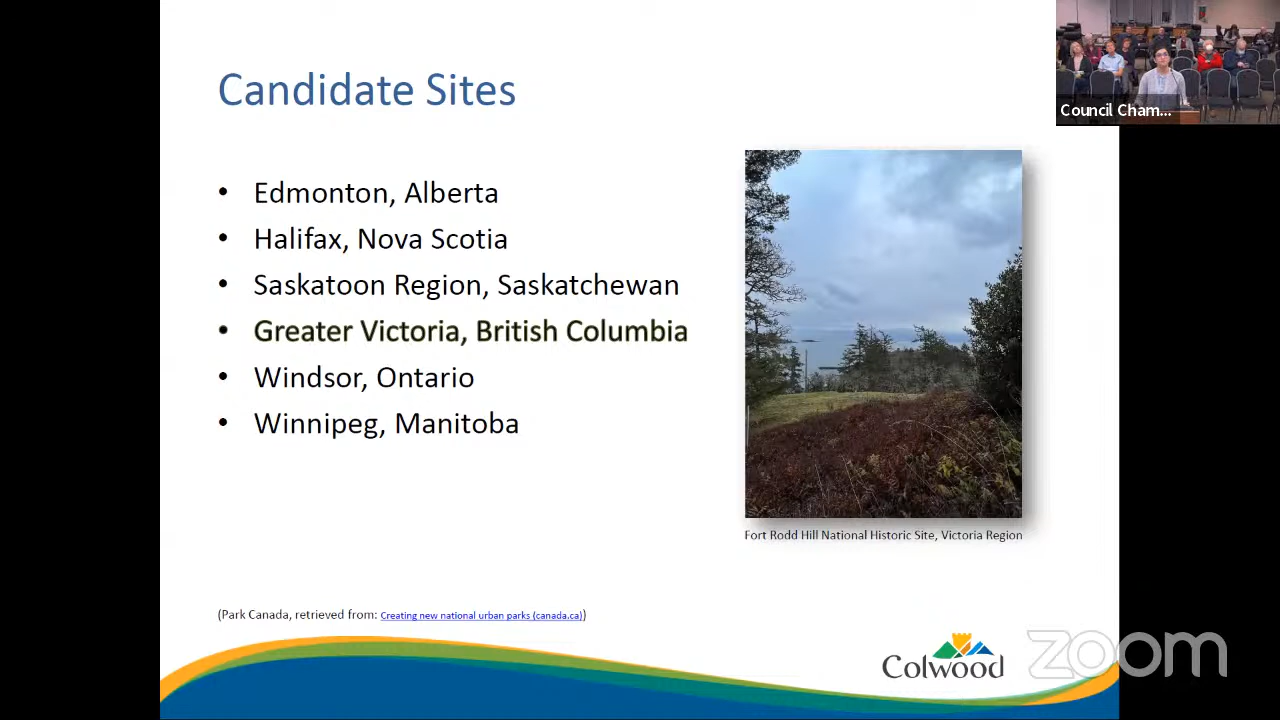 Candidate Sites
Council Cham...
• Edmonton, Alberta
• Halifax, Nova Scotia
• Saskatoon Region, Saskatchewan
• Greater Victoria, British Columbia
• Windsor, Ontario
• Winnipeg, Manitoba
Fort Rodd Hill National Historic Site, Victoria Region
(Park Canada, retrieved from: Creating new national urban parks (canada.ca))
Colwood
zoom